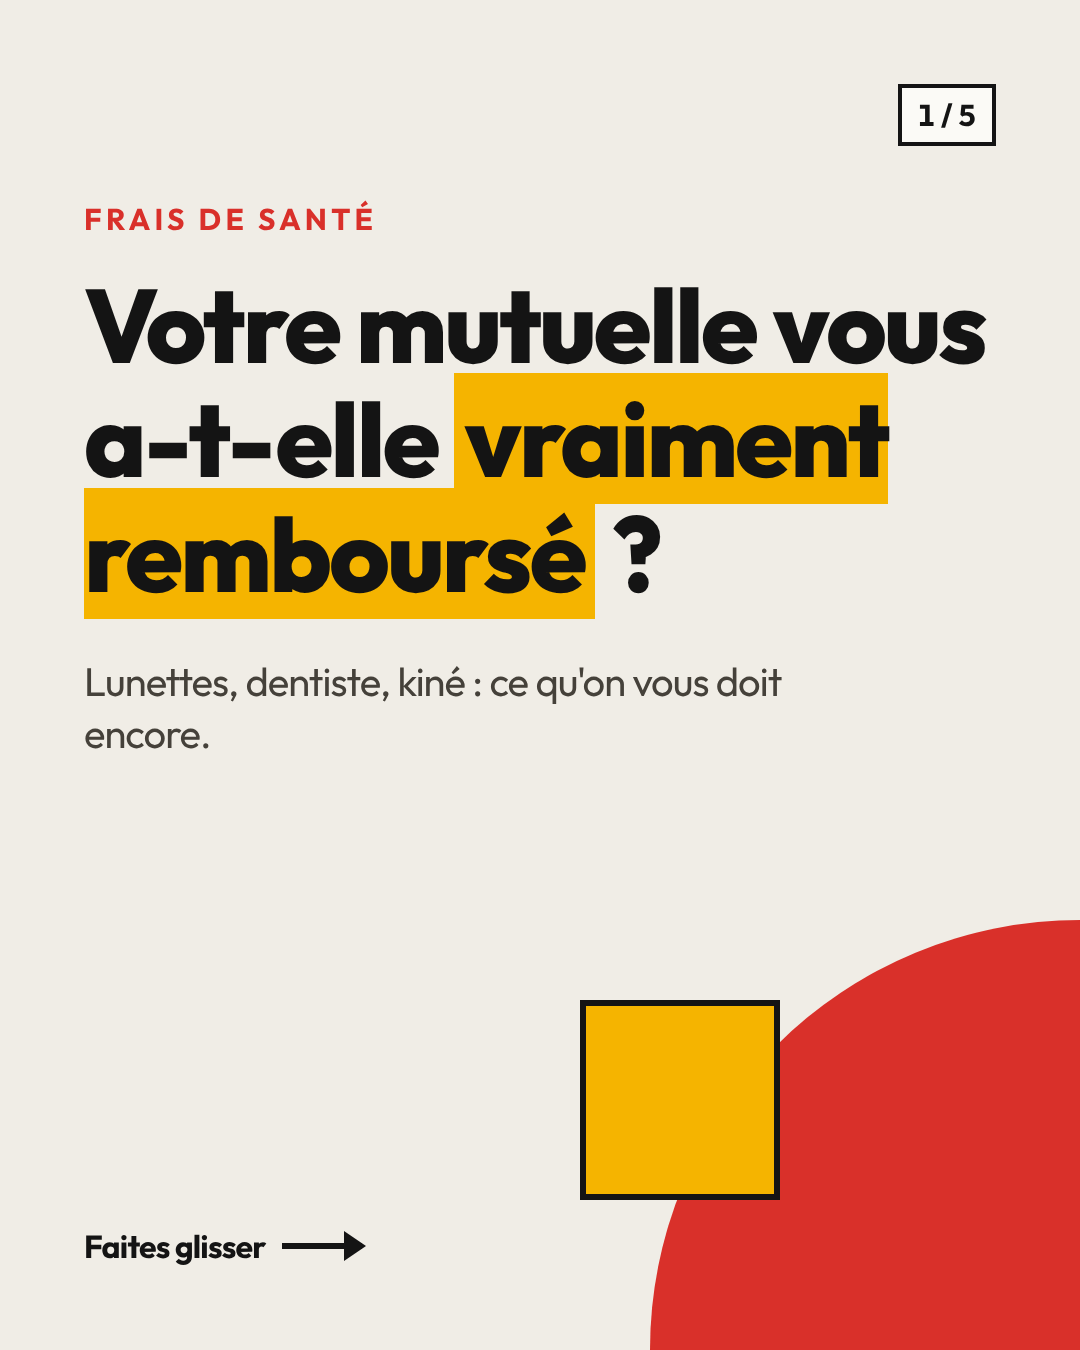 1/5
FRAIS DE SANTÉ
Votre mutuelle vous
a-t-elle vraiment
remboursé ?
Lunettes, dentiste, kiné : ce qu'on vous doit
encore.
Faites glisser